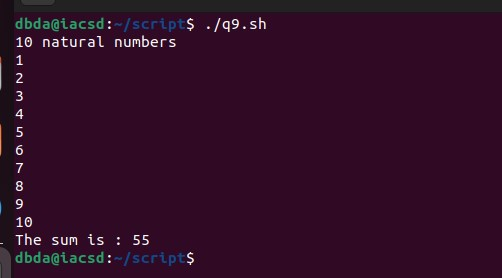 dbda@iacsd:~/script$ ./q9.sh
10 natural numbers
1
2
3
4
5
6
7
8
9
10
The sum is : 55
dbda@iacsd:~/script$